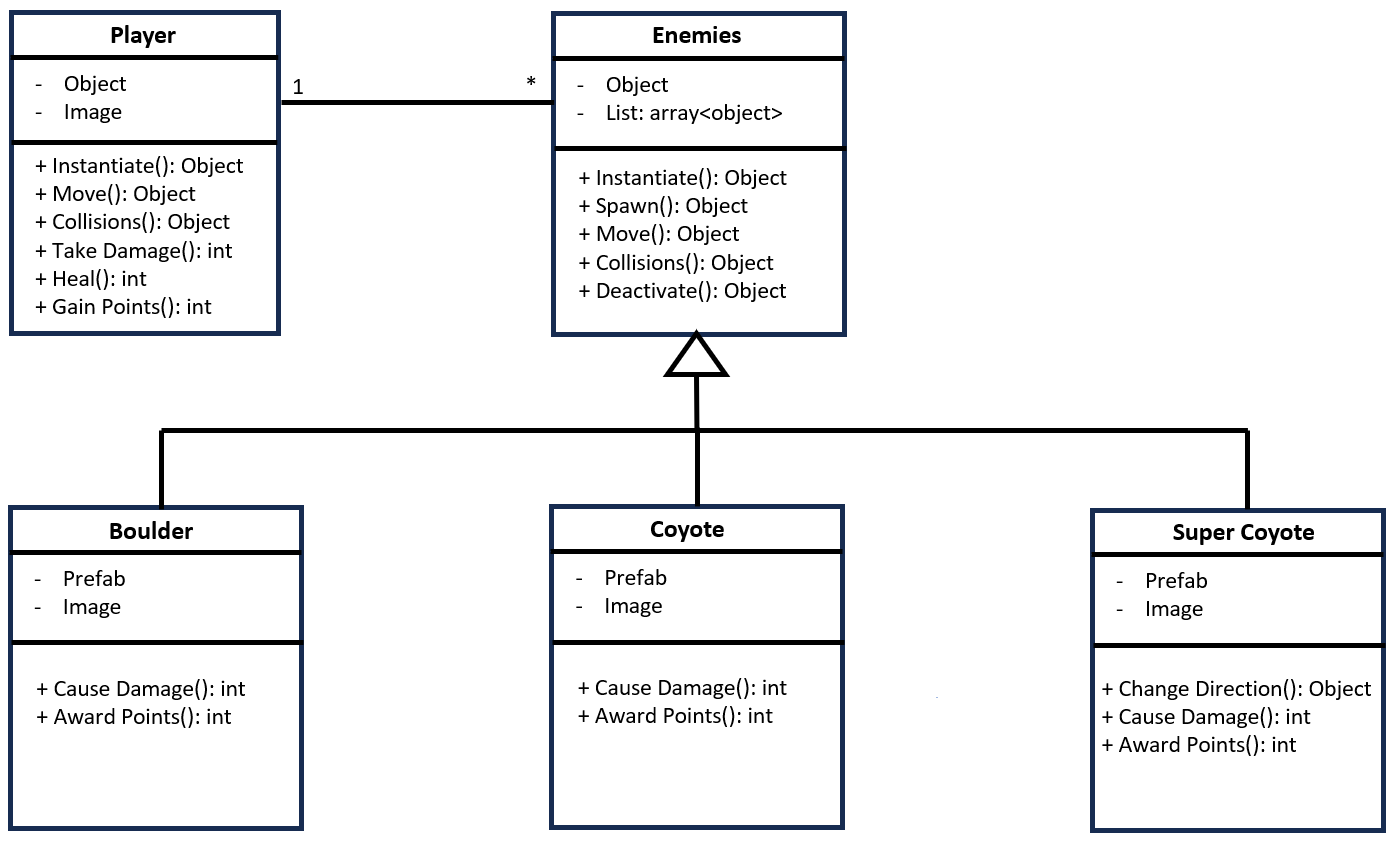 Player
- Object
- Image
+ Instantiate(): Object
+ Move(): Object
+ Collisions(): Object
+ Take Damage(): int
+ Heal(): int
+ Gain Points(): int
1
*
Enemies
- Object
- List: array<object>
+ Instantiate(): Object
+ Spawn(): Object
+ Move(): Object
+ Collisions(): Object
+ Deactivate(): Object
Boulder
- Prefab
- Image
+ Cause Damage(): int
+ Award Points(): int
Coyote
- Prefab
- Image
+ Cause Damage(): int
+ Award Points(): int
Super Coyote
- Prefab
- Image
+ Change Direction(): Object
+ Cause Damage(): int
+ Award Points(): int